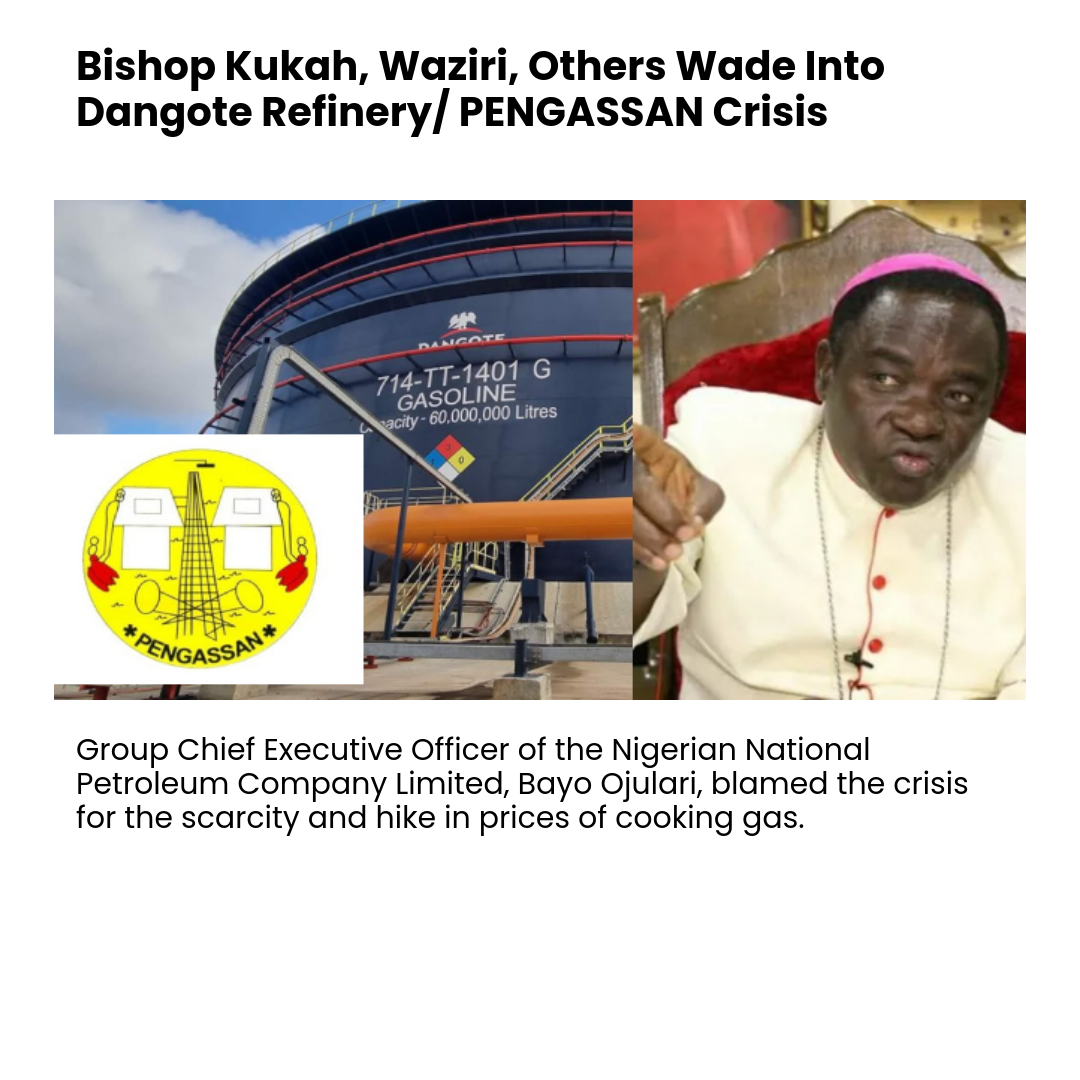 Bishop Kukah, Waziri, Others Wade Into
Dangote Refinery/ PENGASSAN Crisis
DANGOTE
714-TT-1401 G
GASOLINE
Capacity - 60,000,000 Litres
3
0
*PENGASSAN*
Group Chief Executive Officer of the Nigerian National
Petroleum Company Limited, Bayo Ojulari, blamed the crisis
for the scarcity and hike in prices of cooking gas.